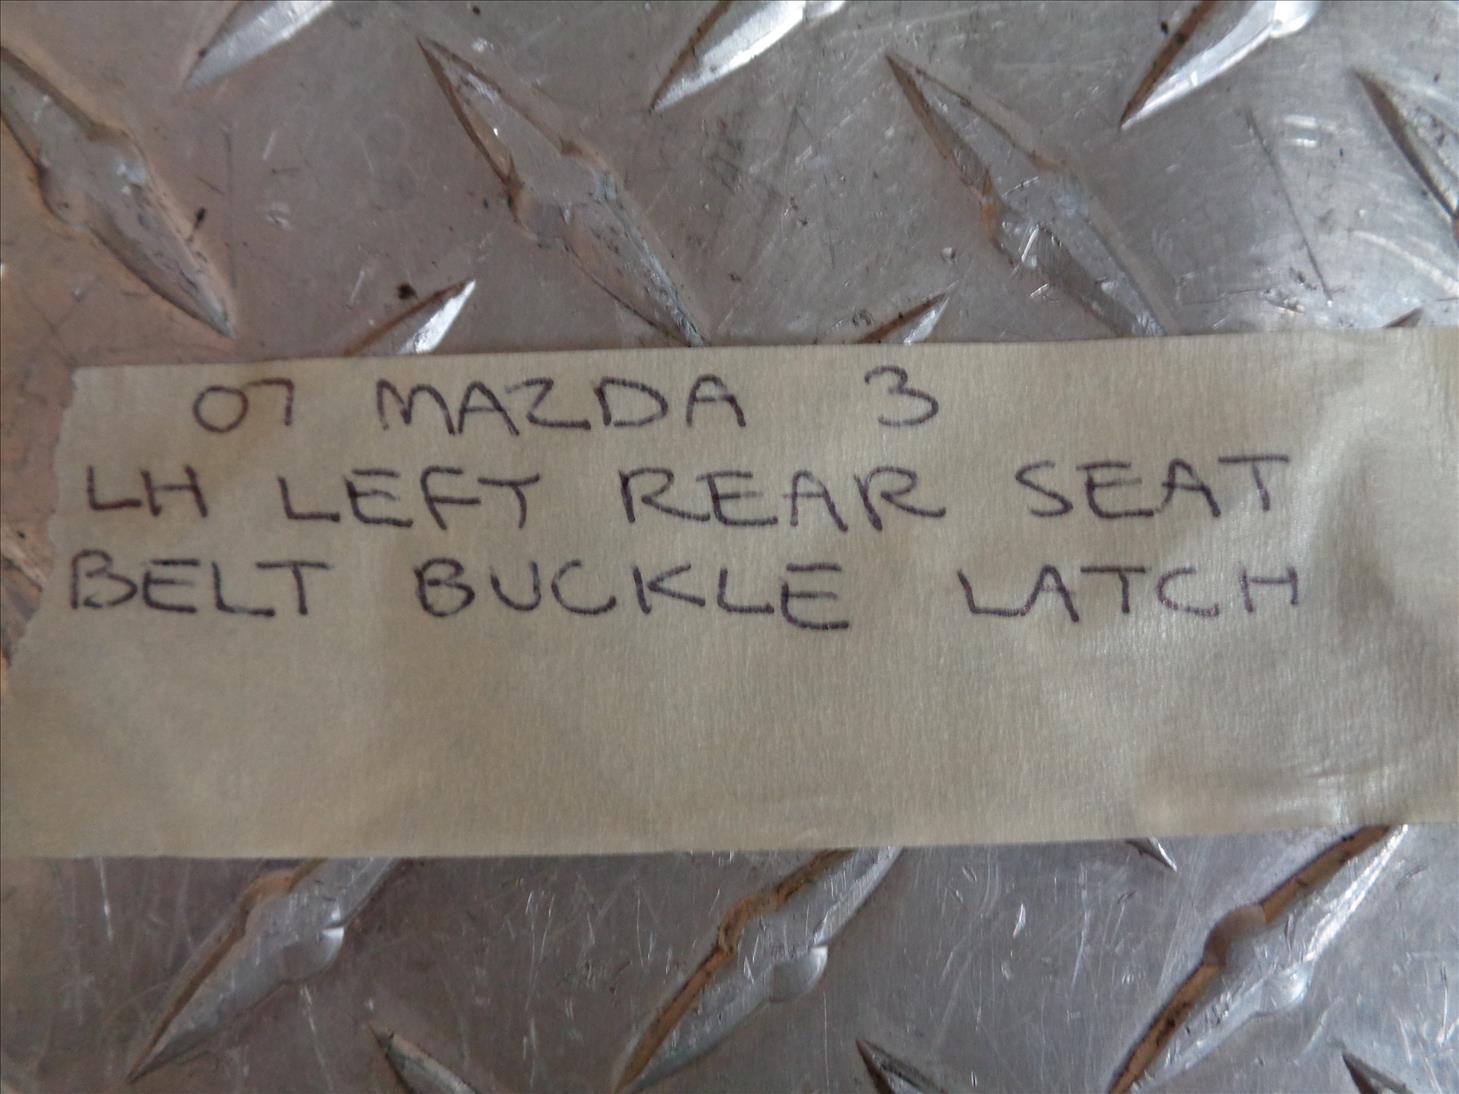 07 MAZDA 3
LH LEFT REAR SEAT
BELT BUCKLE LATCH